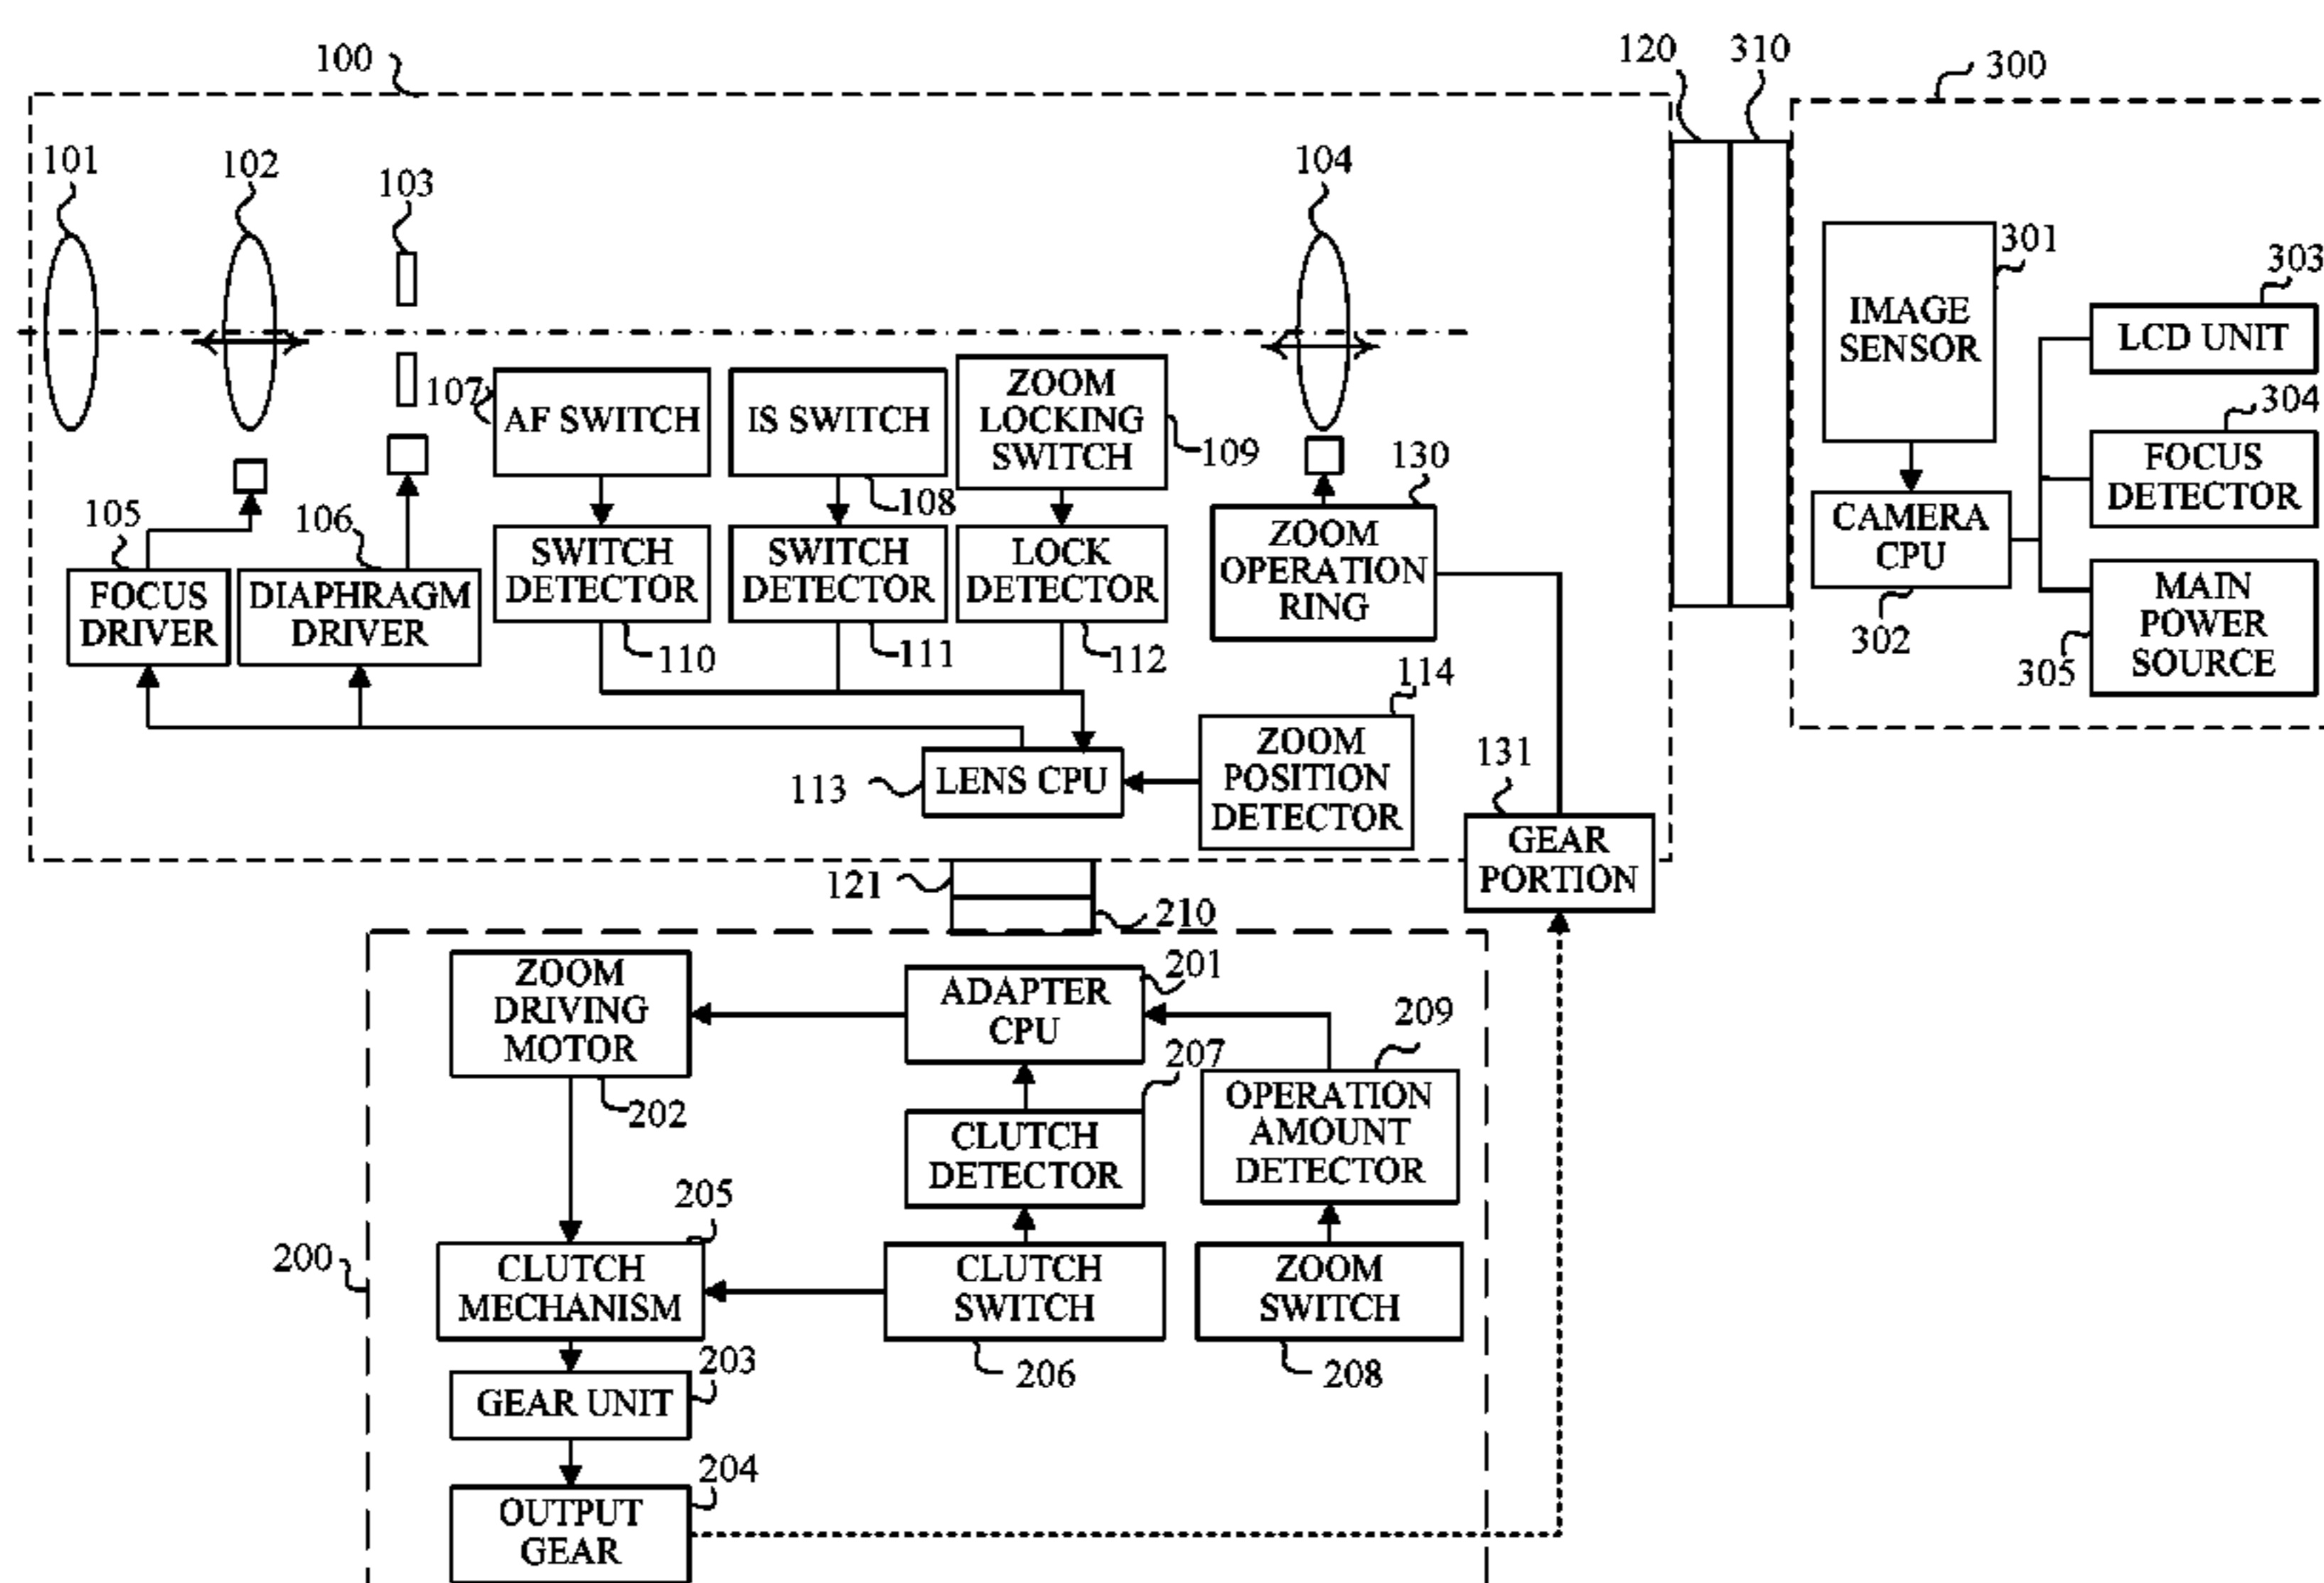 100
120
310
300
101
102
103
104
301
303
IMAGE
SENSOR
LCD UNIT
107
AF SWITCH
IS SWITCH
ZOOM
LOCKING
SWITCH
109
130
304
FOCUS
DETECTOR
105
106
108
CAMERA
CPU
302
FOCUS
DRIVER
DIAPHRAGM
DRIVER
SWITCH
DETECTOR
110
SWITCH
DETECTOR
111
LOCK
DETECTOR
112
ZOOM
OPERATION
RING
114
MAIN
POWER
SOURCE
305
113
LENS CPU
ZOOM
POSITION
DETECTOR
131
GEAR
PORTION
121
210
ZOOM
DRIVING
MOTOR
202
ADAPTER
CPU
201
209
207
CLUTCH
DETECTOR
OPERATION
AMOUNT
DETECTOR
205
200
CLUTCH
MECHANISM
CLUTCH
SWITCH
206
ZOOM
SWITCH
208
203
GEAR UNIT
204
OUTPUT
GEAR